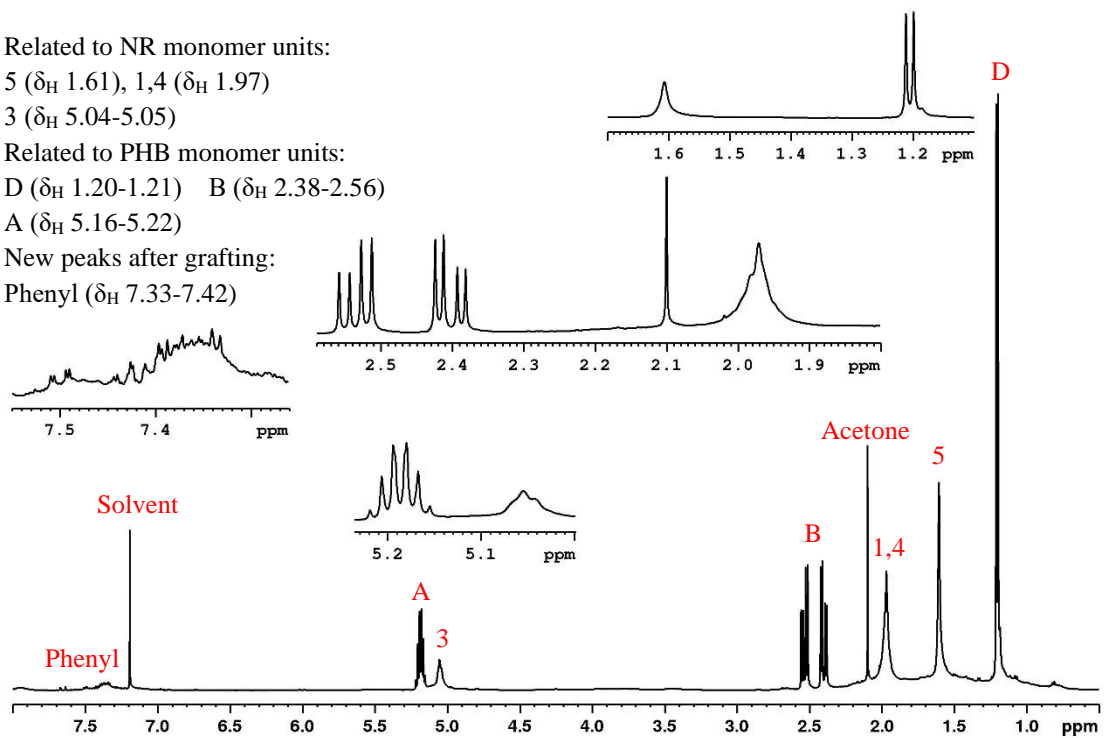 Related to NR monomer units:
5 (δH 1.61), 1,4 (δH 1.97)
3 (δH 5.04-5.05)
Related to PHB monomer units:
D (δH 1.20-1.21) B (δH 2.38-2.56)
A (δH 5.16-5.22)
New peaks after grafting:
Phenyl (δH 7.33-7.42)
1.6 1.5 1.4 1.3 1.2 ppm
D
2.5 2.4 2.3 2.2 2.1 2.0 1.9 ppm
7.5 7.4 ppm
Acetone
5
Solvent
B
1,4
5.2 5.1 ppm
A
3
Phenyl
7.5 7.0 6.5 6.0 5.5 5.0 4.5 4.0 3.5 3.0 2.5 2.0 1.5 1.0 ppm